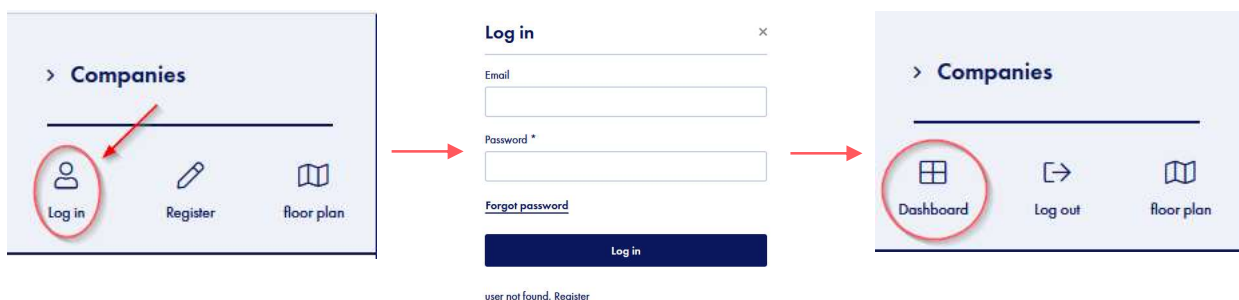 > Companies
Log in
Register
floor plan
Log in
×
Email
Password *
Forgot password
Log in
user not found. Register
> Companies
Dashboard
Log out
floor plan